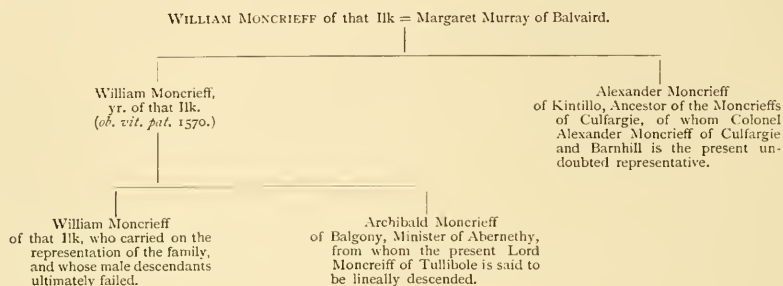 WILLIAM MONCRIEFF of that Ilk = Margaret Murray of Balvaird.
William Moncrieff,
yr. of that Ilk.
(ob. vit. pat. 1570.)
Alexander Moncrieff
of Kintillo, Ancestor of the Moncrieffs
of Culfargie, of whom Colonel
Alexander Moncrieff of Culfargie
and Barnhill is the present un-
doubted representative.
William Moncrieff
of that Ilk, who carried on the
representation of the family,
and whose male descendants
ultimately failed.
Archibald Moncrieff
of Balgony, Minister of Abernethy,
from whom the present Lord
Moncreiff of Tullibole is said to
be lineally descended.